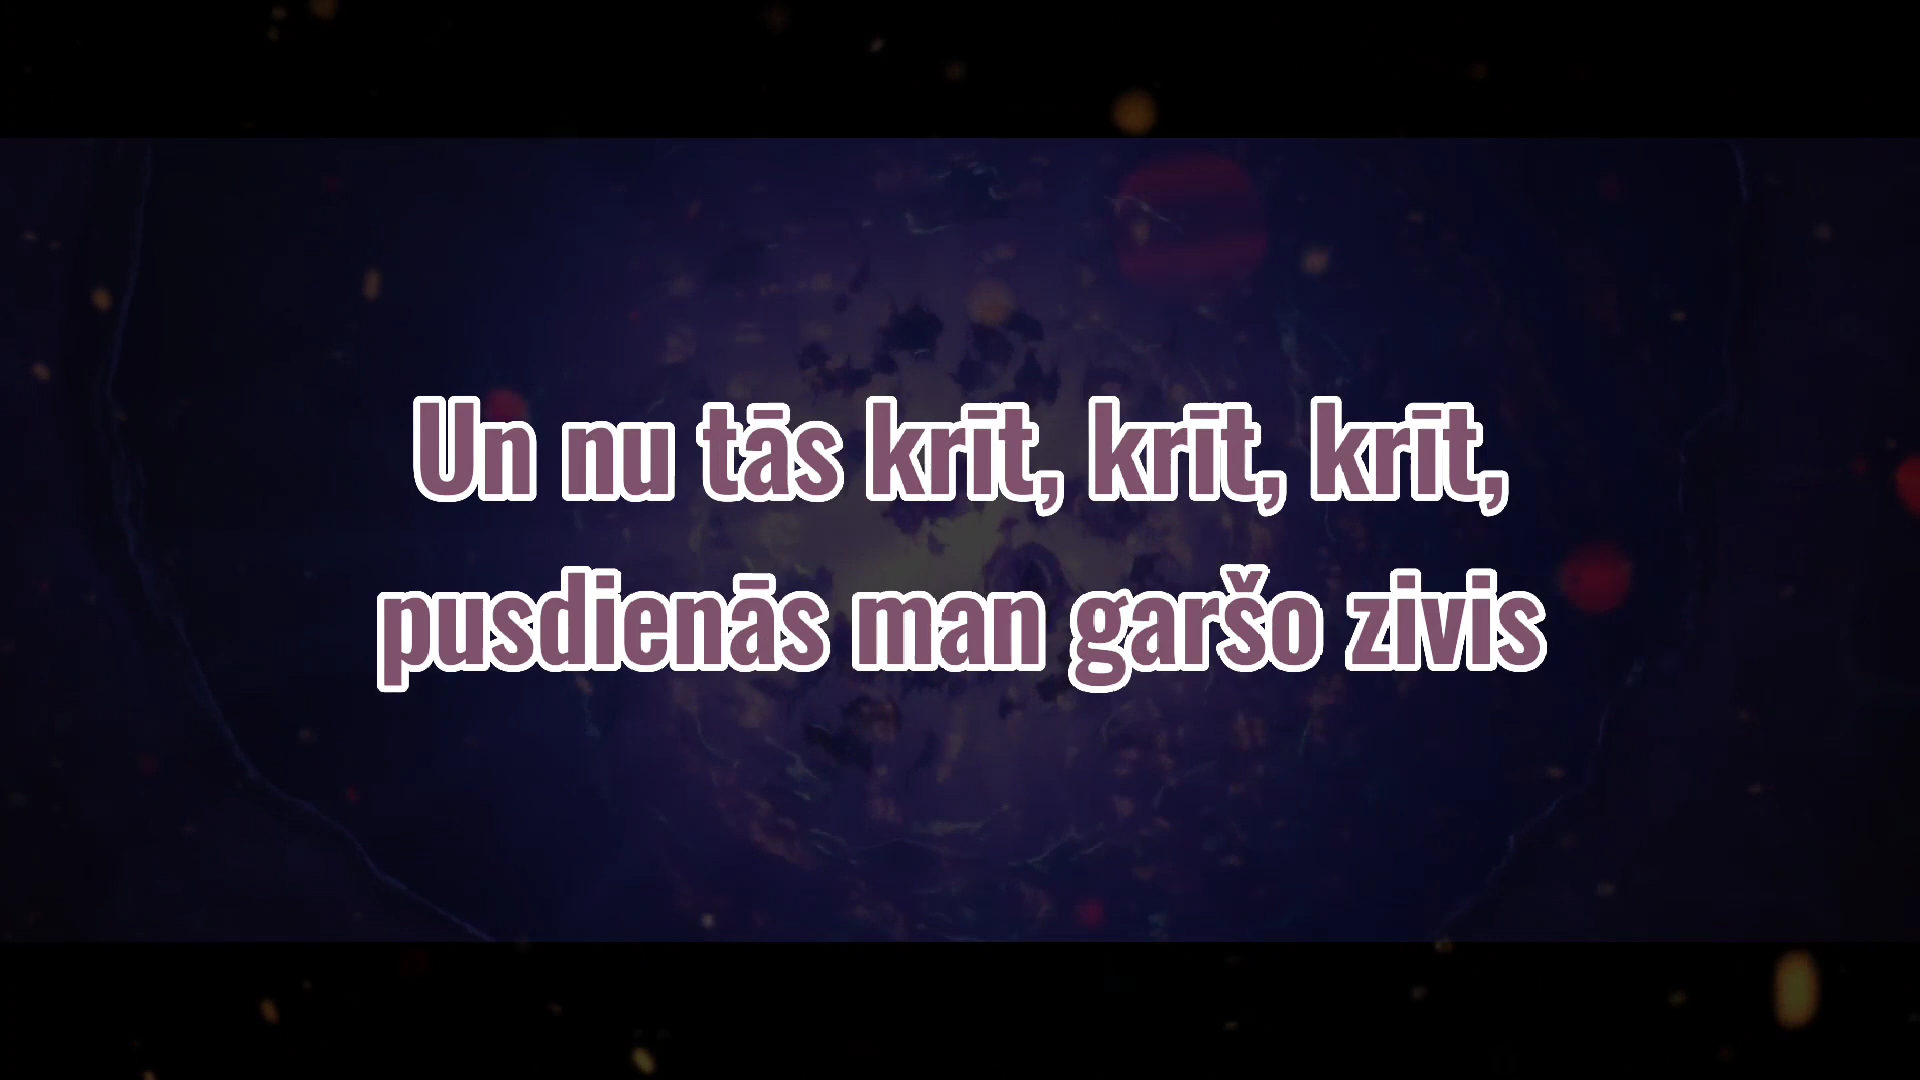 Un nu tās krīt, krīt, krīt,
pusdienās man garšo zivis